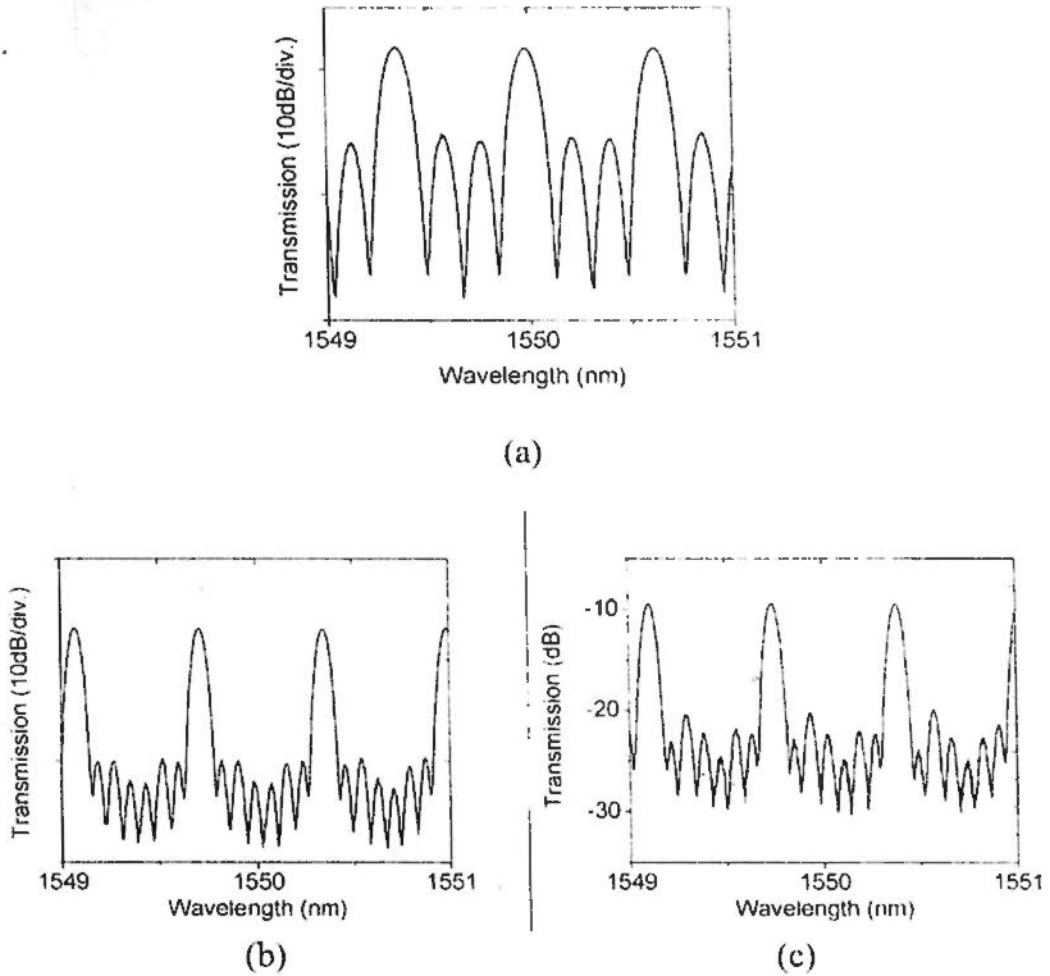 Transmission (10dB/div.)
1549 1550 1551
Wavelength (nm)
(a)
Transmission (10dB/div.)
1549 1550 1551
Wavelength (nm)
(b)
Transmission (dB)
-10
-20
-30
1549 1550 1551
Wavelength (nm)
(c)